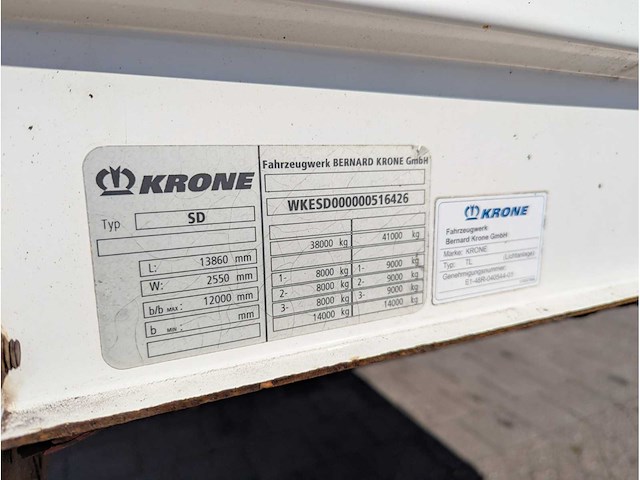 KRONE
Typ SD
L: 13860 mm
W: 2550 mm
b/b MAX.: 12000 mm
b MIN.: mm
Fahrzeugwerk BERNARD KRONE GmbH
WKESD000000516426
38000 kg 41000 kg
1- 8000 kg 1- 9000 kg
2- 8000 kg 2- 9000 kg
3- 8000 kg 3- 9000 kg
14000 kg 14000 kg
KRONE
Fahrzeugwerk
Bernard Krone GmbH
Marke: KRONE
Typ: TL
Genehmigungsnummer: